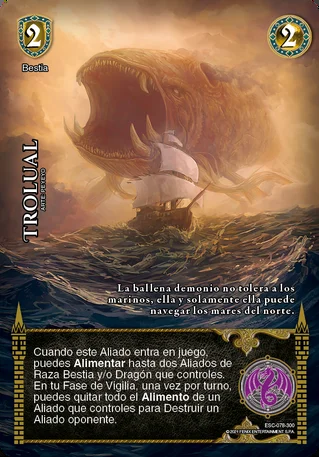 2
2
Bestia
TROLUAL
ARTE: PEYEYO
La ballena demonio no tolera a los
marinos, ella y solamente ella puede
navegar los mares del norte.
Cuando este Aliado entra en juego,
puedes Alimentar hasta dos Aliados de
Raza Bestia y/o Dragón que controles.
En tu Fase de Vigilia, una vez por turno,
puedes quitar todo el Alimento de un
Aliado que controles para Destruir un
Aliado oponente.
ESC-078-300
©2021 FENIX ENTERTAINMENT S.P.A.